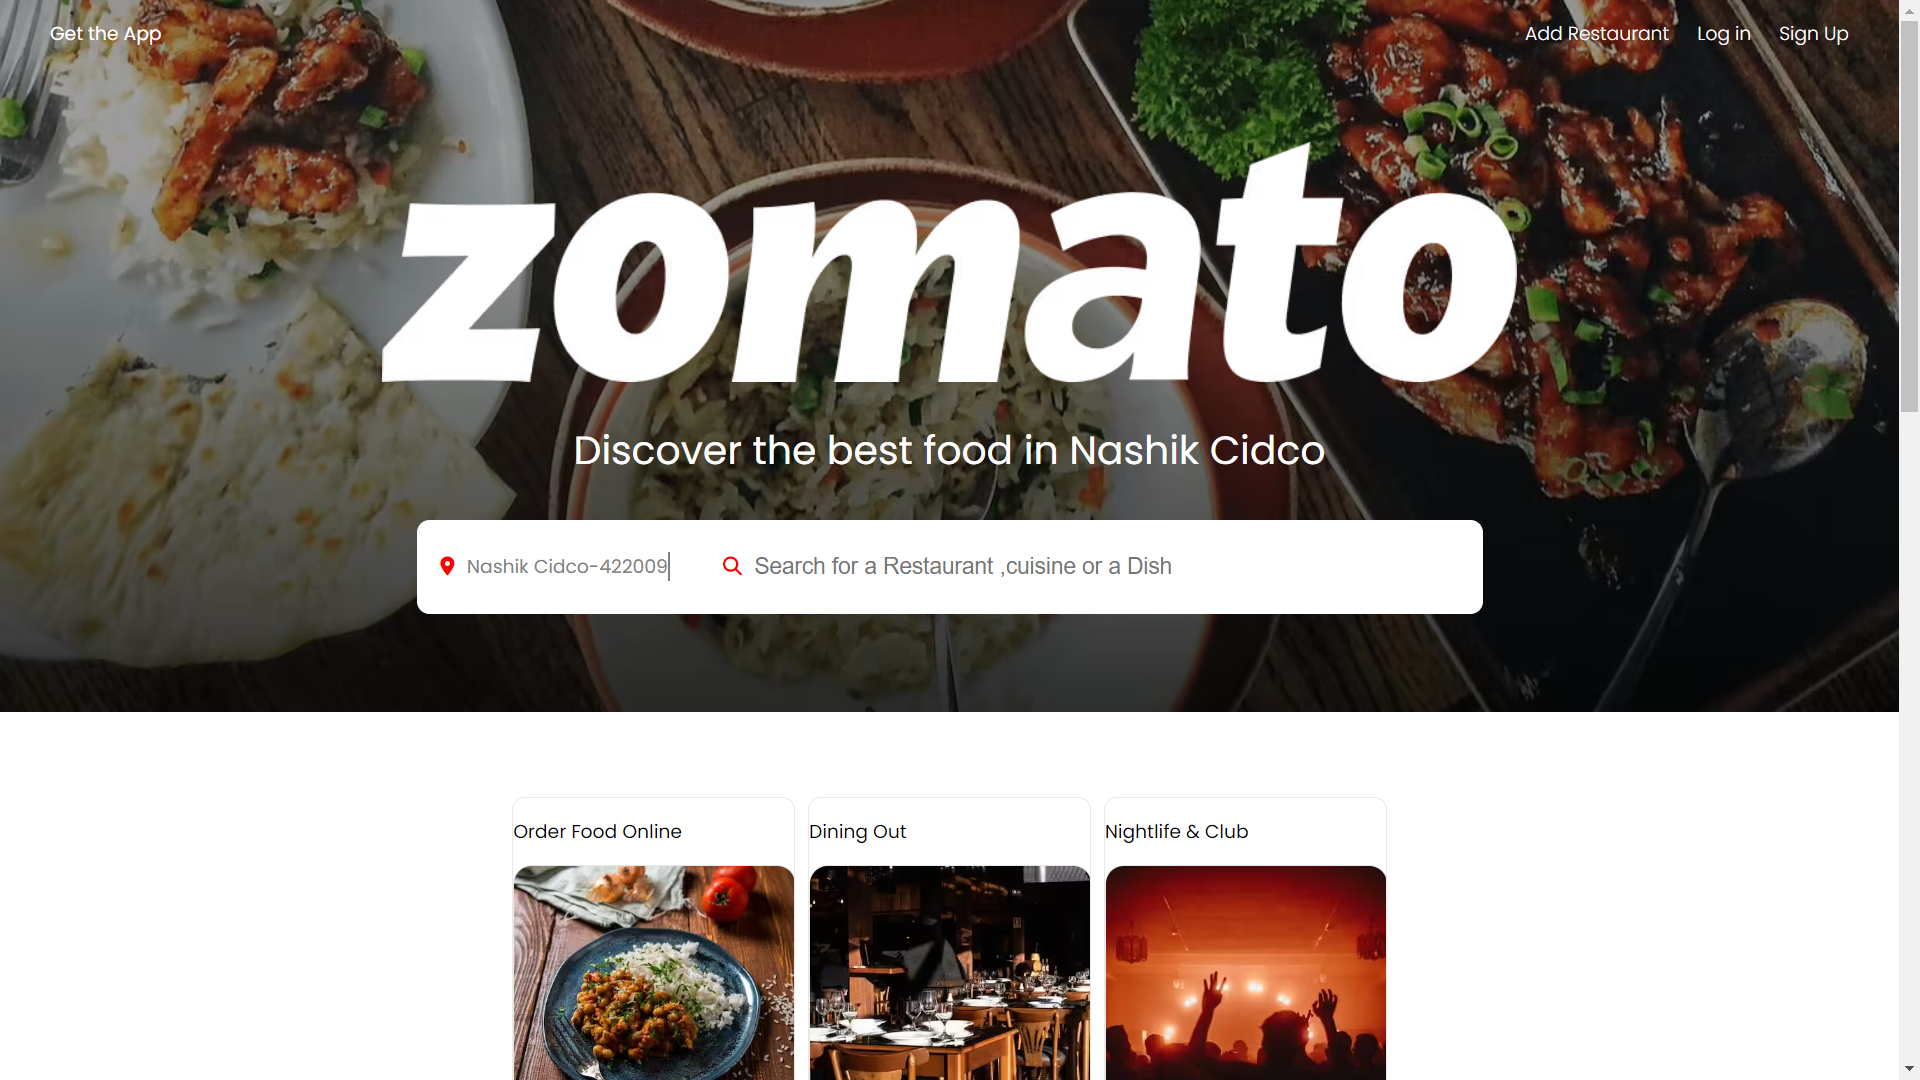 Get the App
Add Restaurant
Log in
Sign Up
zomato
Discover the best food in Nashik Cidco
Nashik Cidco-422009
Search for a Restaurant ,cuisine or a Dish
Order Food Online
Dining Out
Nightlife & Club